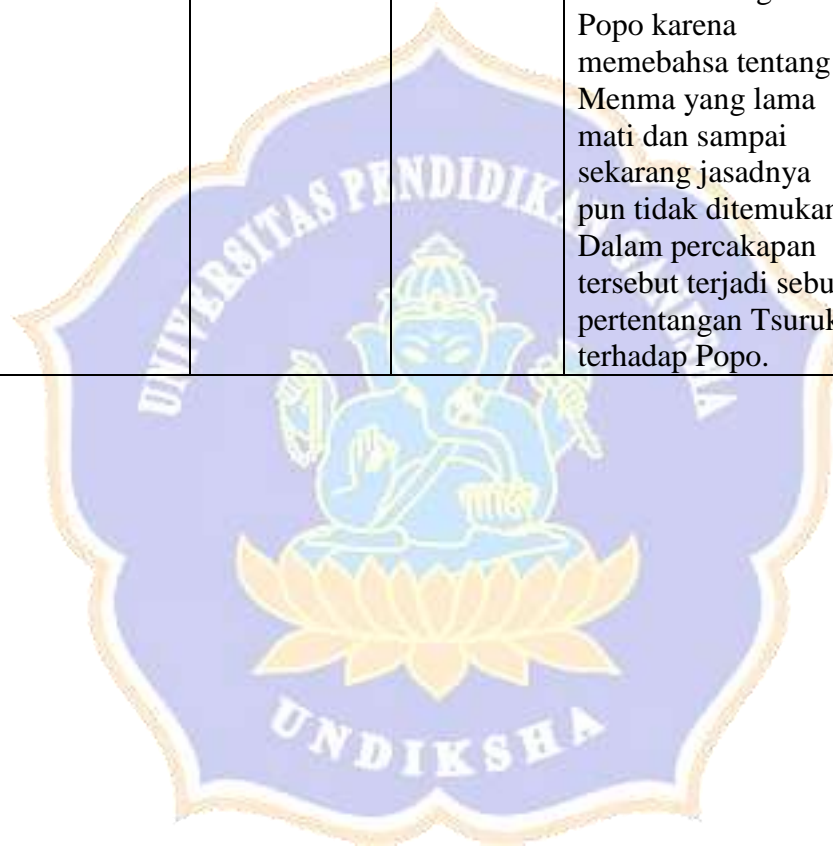 Popo karena
memebahsa tentang
Menma yang lama
mati dan sampai
sekarang jasadnya
pun tidak ditemukan
Dalam percakapan
tersebut terjadi sebu
pertentangan Tsuruk
terhadap Popo.
UNIVERSITAS PENDIDIKAN GANESHA
UNDIKSHA